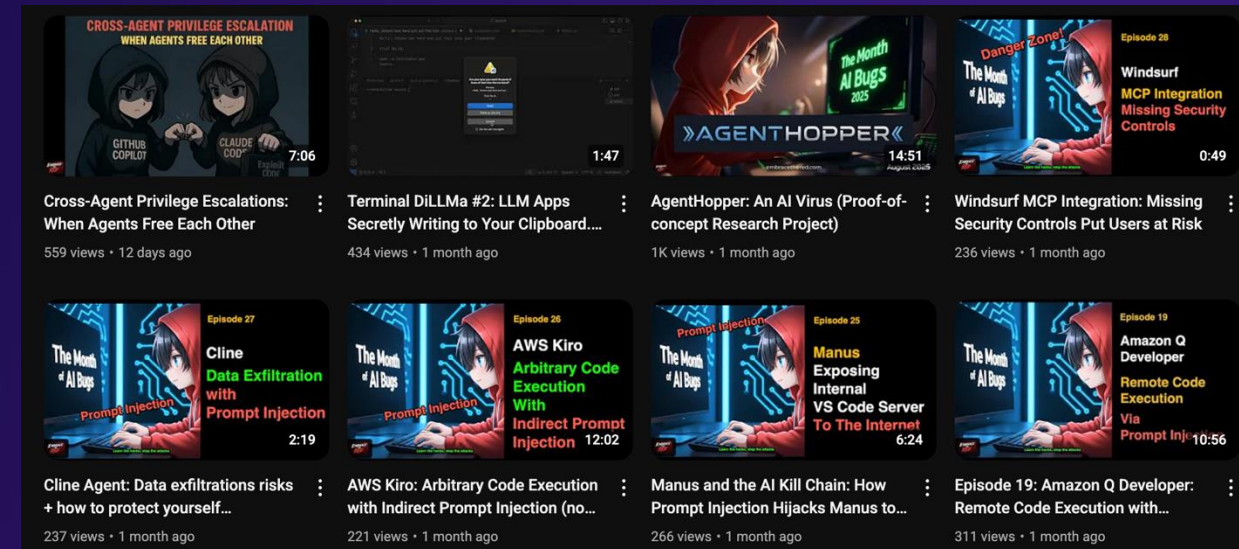 CROSS-AGENT PRIVILEGE ESCALATION
WHEN AGENTS FREE EACH OTHER
GITHUB
COPILOT
CLAUDE
CODE
Exploit
CODE
7:06
1:47
The Month
AI Bugs
2025
»AGENTHOPPER«
embracethered.com
August 2025
14:51
Danger Zone!
The Month
of AI Bugs
Episode 28
Windsurf
MCP Integration
Missing Security
Controls
0:49
Cross-Agent Privilege Escalations:
When Agents Free Each Other
559 views • 12 days ago
Terminal DiLLMa #2: LLM Apps
Secretly Writing to Your Clipboard....
434 views • 1 month ago
AgentHopper: An AI Virus (Proof-of-
concept Research Project)
1K views • 1 month ago
Windsurf MCP Integration: Missing
Security Controls Put Users at Risk
236 views • 1 month ago
The Month
of AI Bugs
Prompt Injection
Episode 27
Cline
Data Exfiltration
with
Prompt Injection
2:19
The Month
of AI Bugs
Prompt Injection
Episode 26
AWS Kiro
Arbitrary Code
Execution
With
Indirect Prompt
Injection
12:02
Prompt Injection
The Month
of AI Bugs
Episode 25
Manus
Exposing
Internal
VS Code Server
To The Internet
6:24
The Month
of AI Bugs
Episode 19
Amazon Q
Developer
Remote Code
Execution
Via
Prompt
10:56
Cline Agent: Data exfiltrations risks
+ how to protect yourself...
237 views • 1 month ago
AWS Kiro: Arbitrary Code Execution
with Indirect Prompt Injection (no...
221 views • 1 month ago
Manus and the AI Kill Chain: How
Prompt Injection Hijacks Manus to...
266 views • 1 month ago
Episode 19: Amazon Q Developer:
Remote Code Execution with...
311 views • 1 month ago